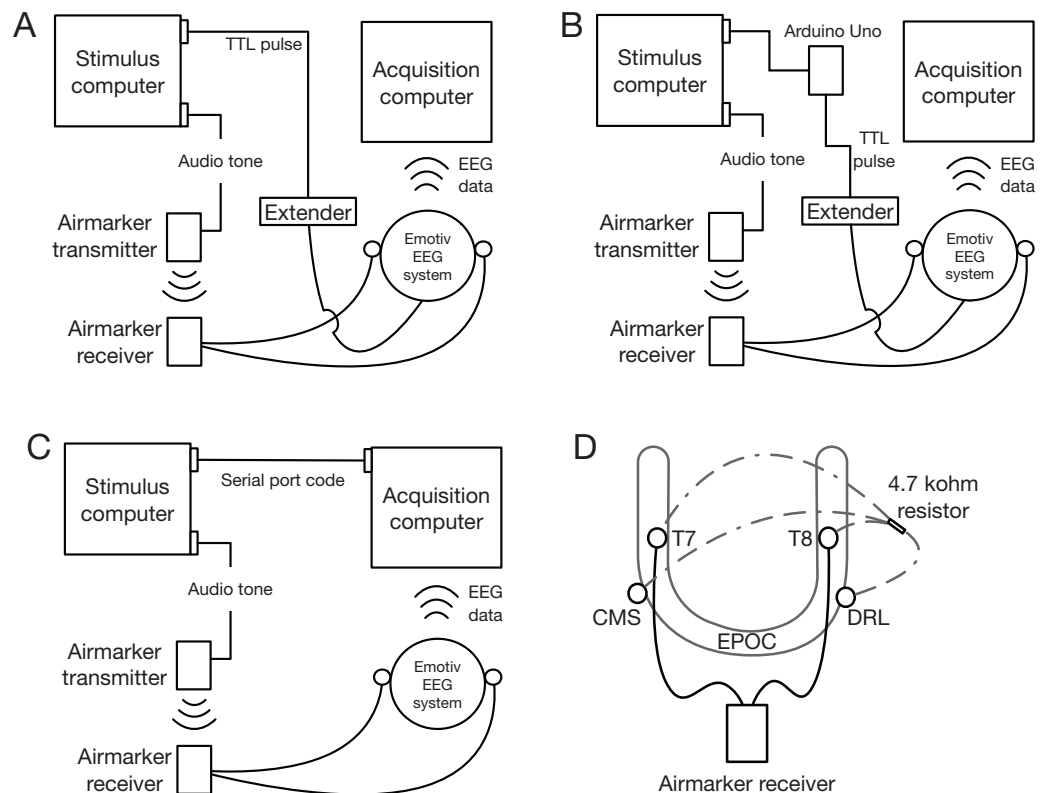 A
Stimulus
computer
TTL pulse
Acquisition
computer
Audio tone
EEG
data
Extender
Airmarker
transmitter
Emotiv
EEG
system
Airmarker
receiver
B
Arduino Uno
Stimulus
computer
Acquisition
computer
Audio tone
TTL
pulse
EEG
data
Extender
Airmarker
transmitter
Emotiv
EEG
system
Airmarker
receiver
C
Stimulus
computer
Serial port code
Acquisition
computer
Audio tone
EEG
data
Airmarker
transmitter
Emotiv
EEG
system
Airmarker
receiver
D
4.7 kohm
resistor
T7
T8
CMS
DRL
EPOC
Airmarker receiver